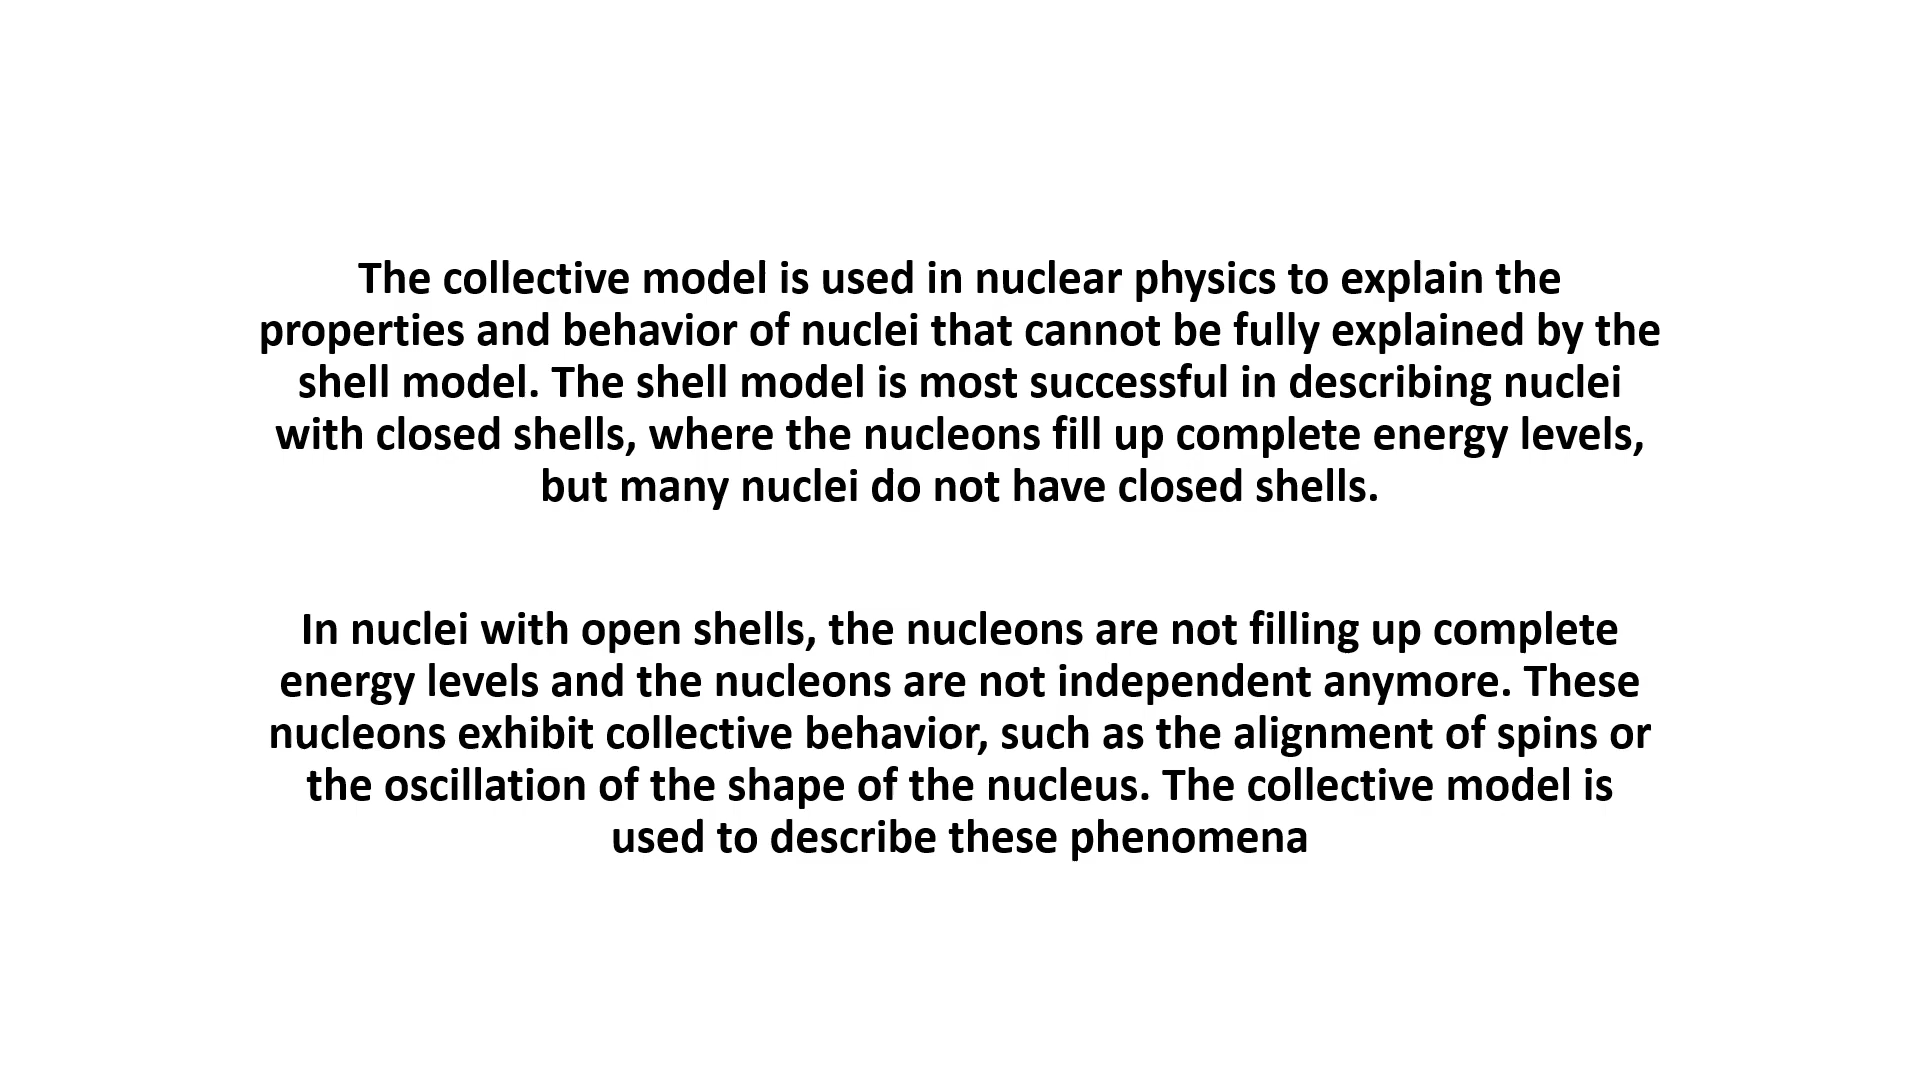 The collective model is used in nuclear physics to explain the
properties and behavior of nuclei that cannot be fully explained by the
shell model. The shell model is most successful in describing nuclei
with closed shells, where the nucleons fill up complete energy levels,
but many nuclei do not have closed shells.
In nuclei with open shells, the nucleons are not filling up complete
energy levels and the nucleons are not independent anymore. These
nucleons exhibit collective behavior, such as the alignment of spins or
the oscillation of the shape of the nucleus. The collective model is
used to describe these phenomena